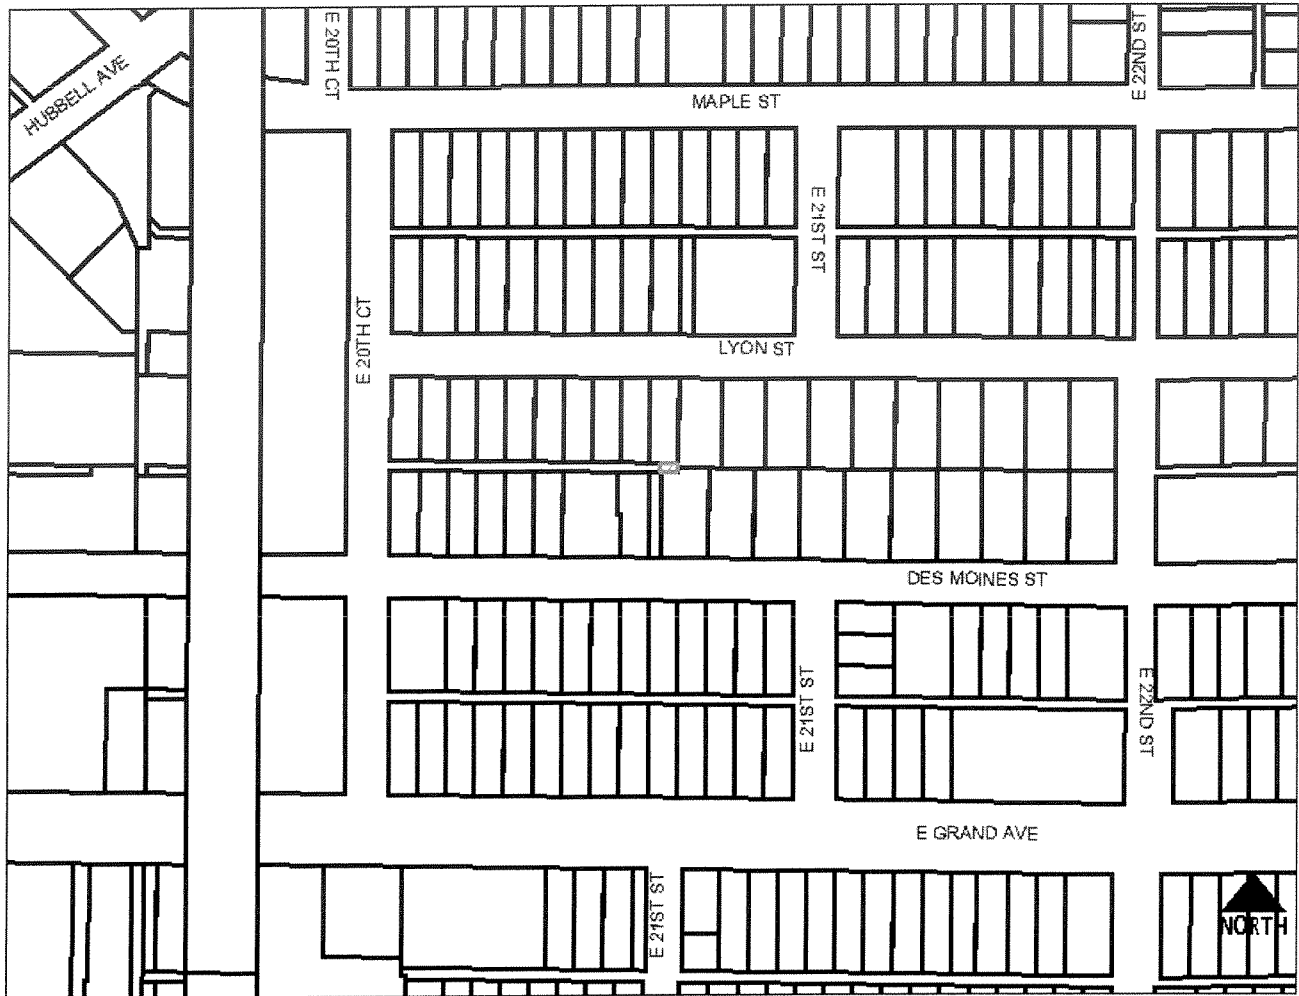 E 20TH CT
E 22ND ST
HUBBELL AVE
MAPLE ST
E 21ST ST
E 20TH CT
LYON ST
DES MOINES ST
E 21ST ST
E 22ND ST
E GRAND AVE
E 21ST ST
NORTH